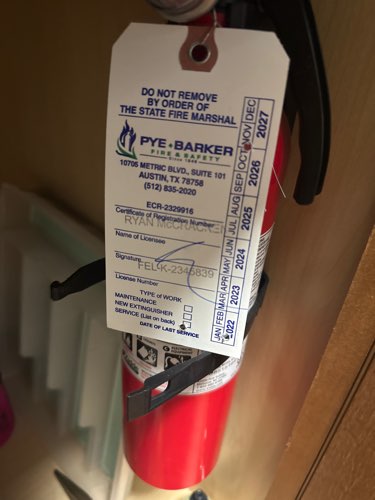 DO NOT REMOVE
BY ORDER OF
THE STATE FIRE MARSHAL
PYE BARKER
FIRE & SAFETY
Since 1946
10705 METRIC BLVD., SUITE 101
AUSTIN, TX 78758
(512) 835-2020
ECR-2329916
Certificate of Registration Number
RYAN McCRACKEN
Name of Licensee
Signature
FEL-K-2345839
License Number
TYPE of WORK
MAINTENANCE
NEW EXTINGUISHER
SERVICE (List on back)
DATE OF LAST SERVICE
JAN FEB MAR APR MAY JUN JUL AUG SEP OCT NOV DEC
2022 2023 2024 2025 2026 2027